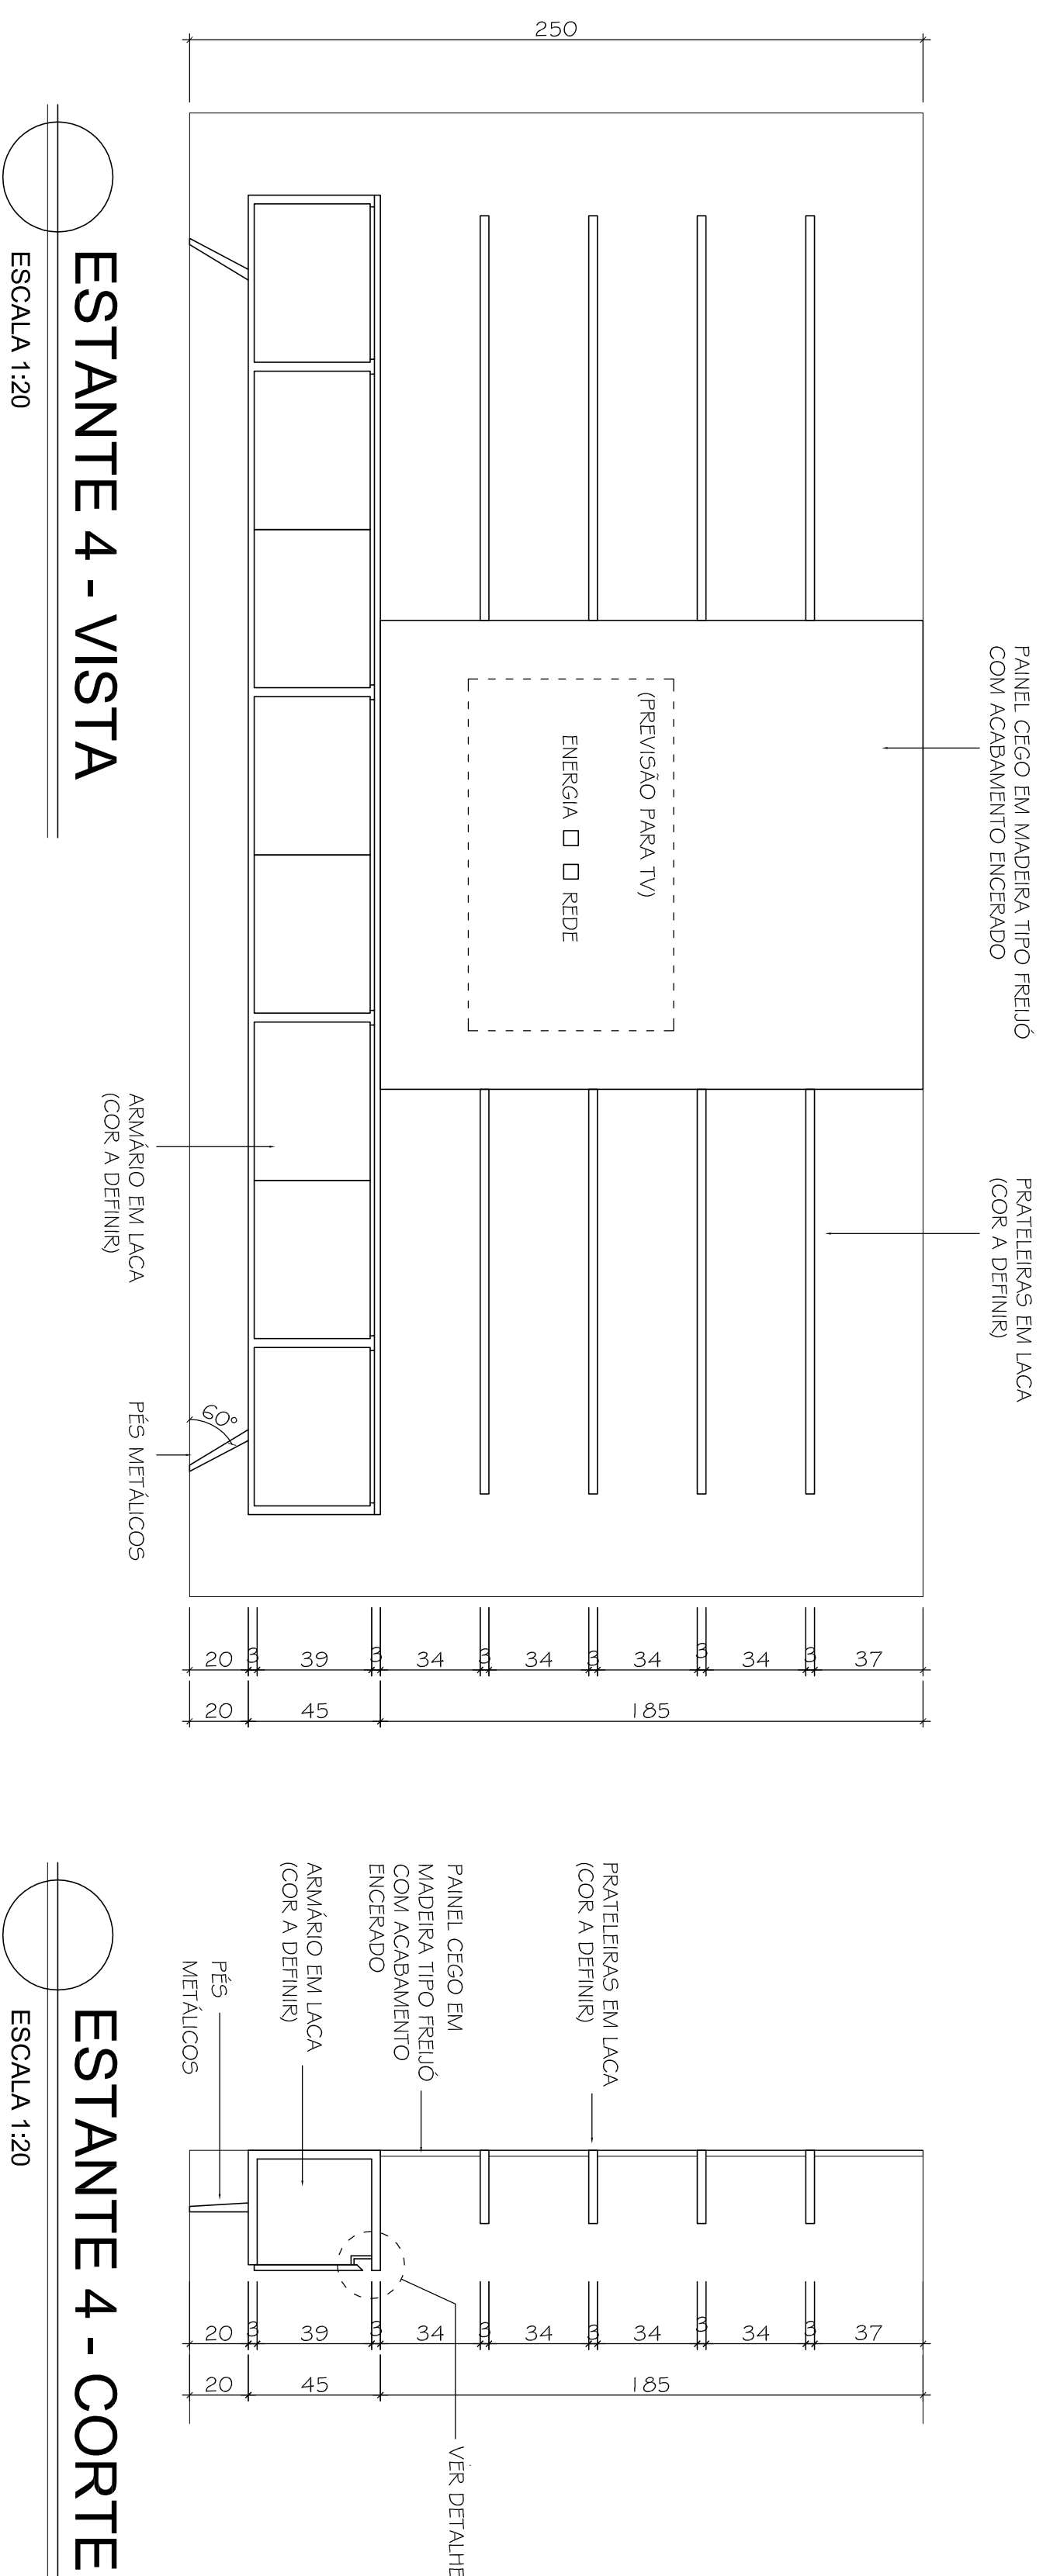 250
PAINEL CEGO EM MADEIRA TIPO FREIJÓ
COM ACABAMENTO ENCERADO
PRATELEIRAS EM LACA
(COR A DEFINIR)
(PREVISÃO PARA TV)
ENERGIA
REDE
ARMÁRIO EM LACA
(COR A DEFINIR)
60°
PÉS METÁLICOS
37
3
34
3
34
3
34
3
34
3
39
3
20
185
45
20
ESTANTE 4 - VISTA
ESCALA 1:20
PRATELEIRAS EM LACA
(COR A DEFINIR)
PAINEL CEGO EM
MADEIRA TIPO FREIJÓ
COM ACABAMENTO
ENCERADO
ARMÁRIO EM LACA
(COR A DEFINIR)
PÉS
METÁLICOS
37
3
34
3
34
3
34
3
34
3
39
3
20
185
45
20
VER DETALHE
ESTANTE 4 - CORTE
ESCALA 1:20